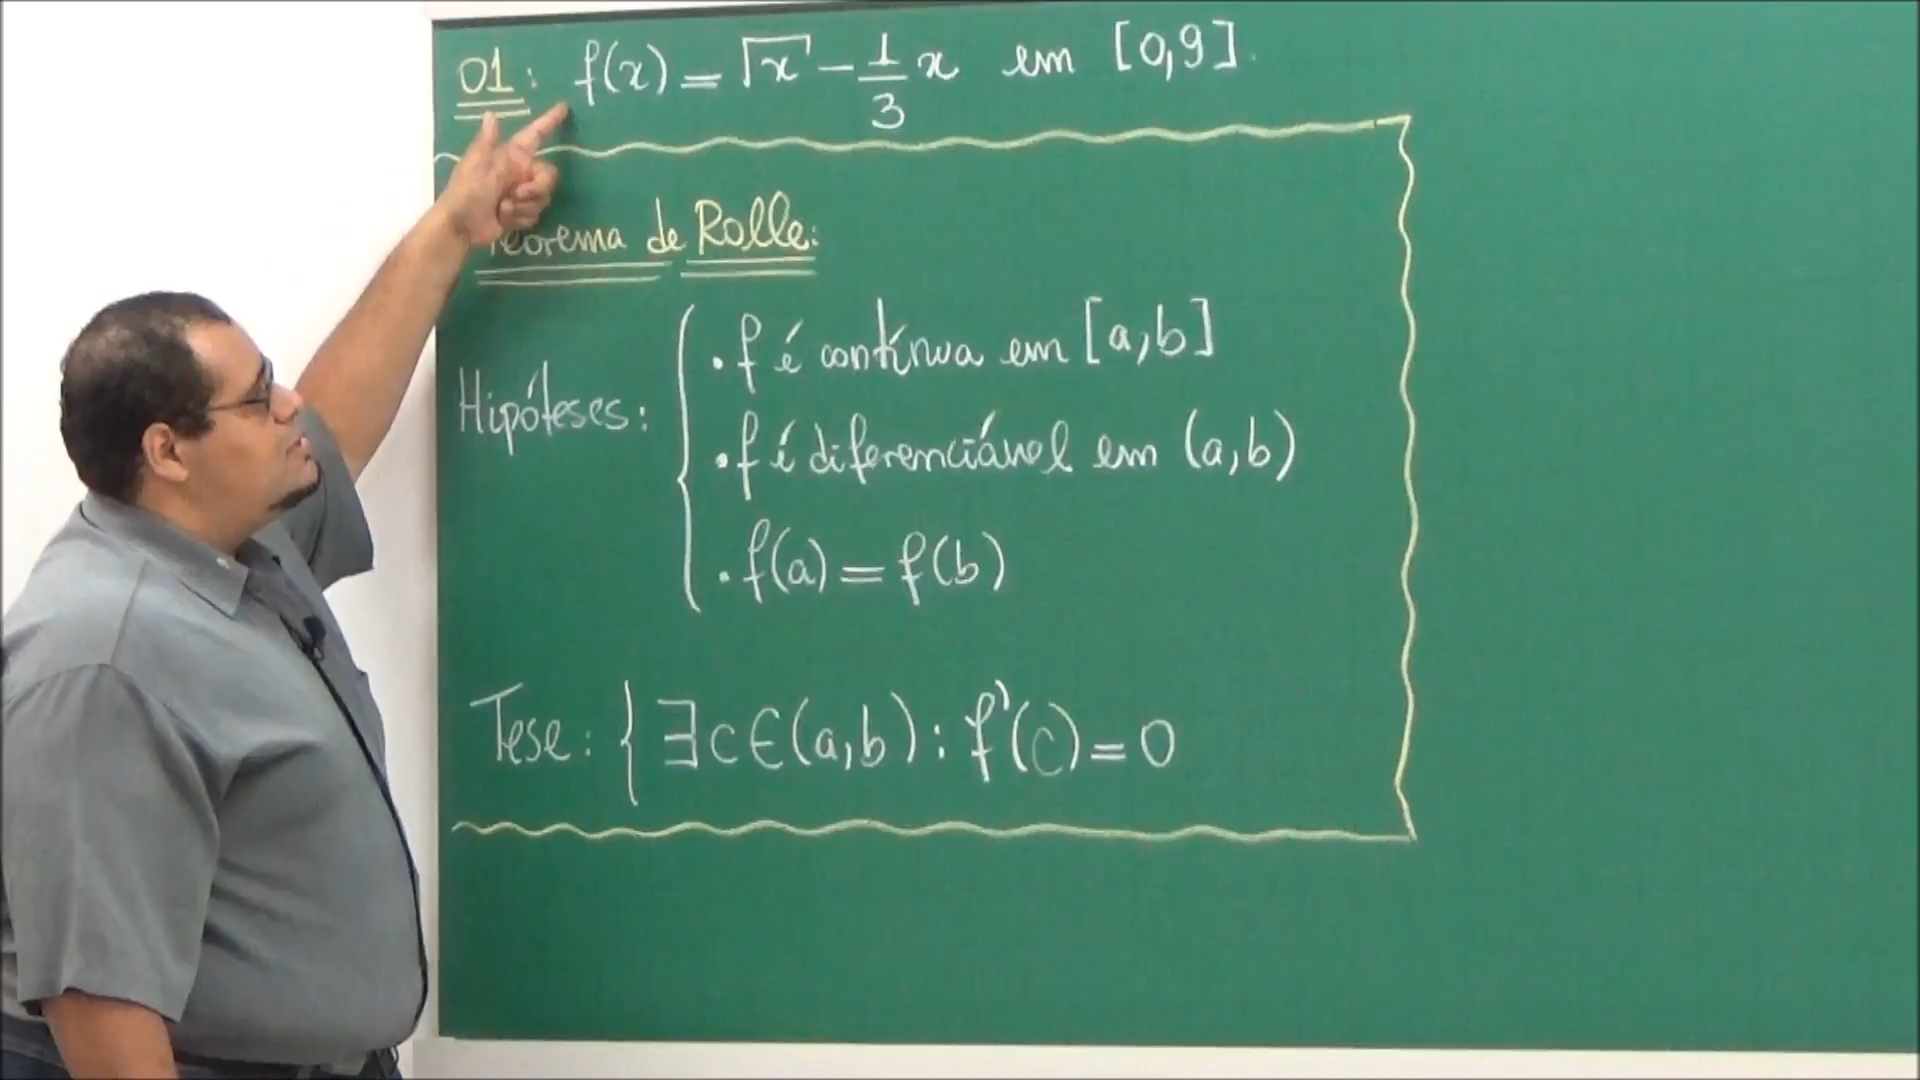 01: f(x) = √x - 1/3 x em [0,9].
Teorema de Rolle:
Hipóteses:
. f é contínua em [a,b]
. f é diferenciável em (a,b)
. f(a) = f(b)
Tese: { ∃ c ∈ (a,b) : f'(c) = 0